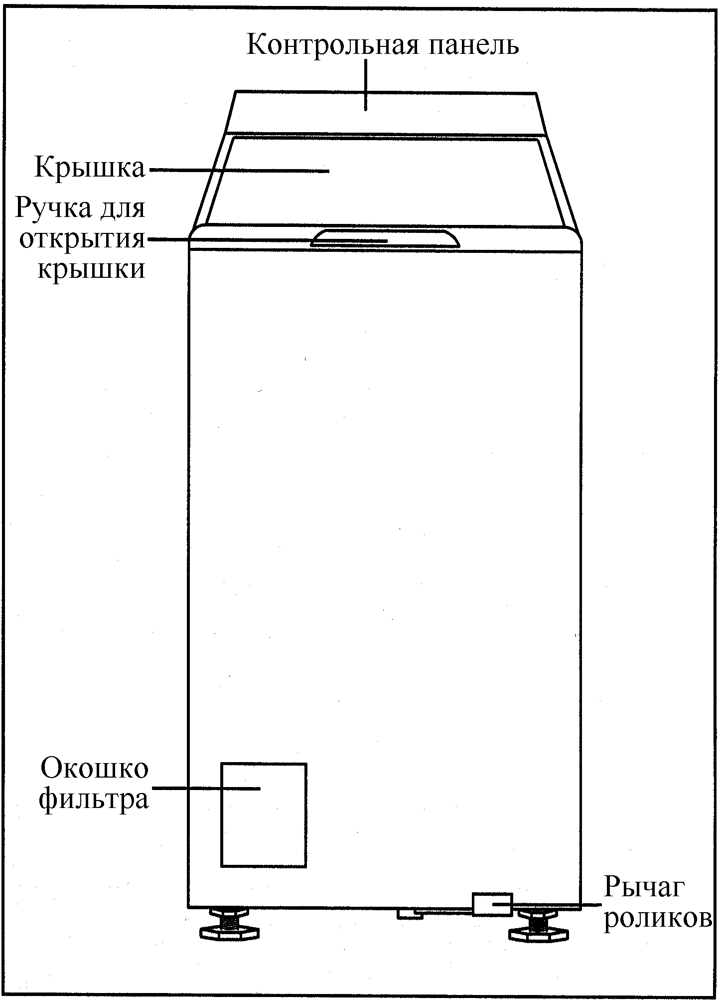 Контрольная панель
Крышка
Ручка для
открытия
крышки
Окошко
фильтра
Рычаг
роликов